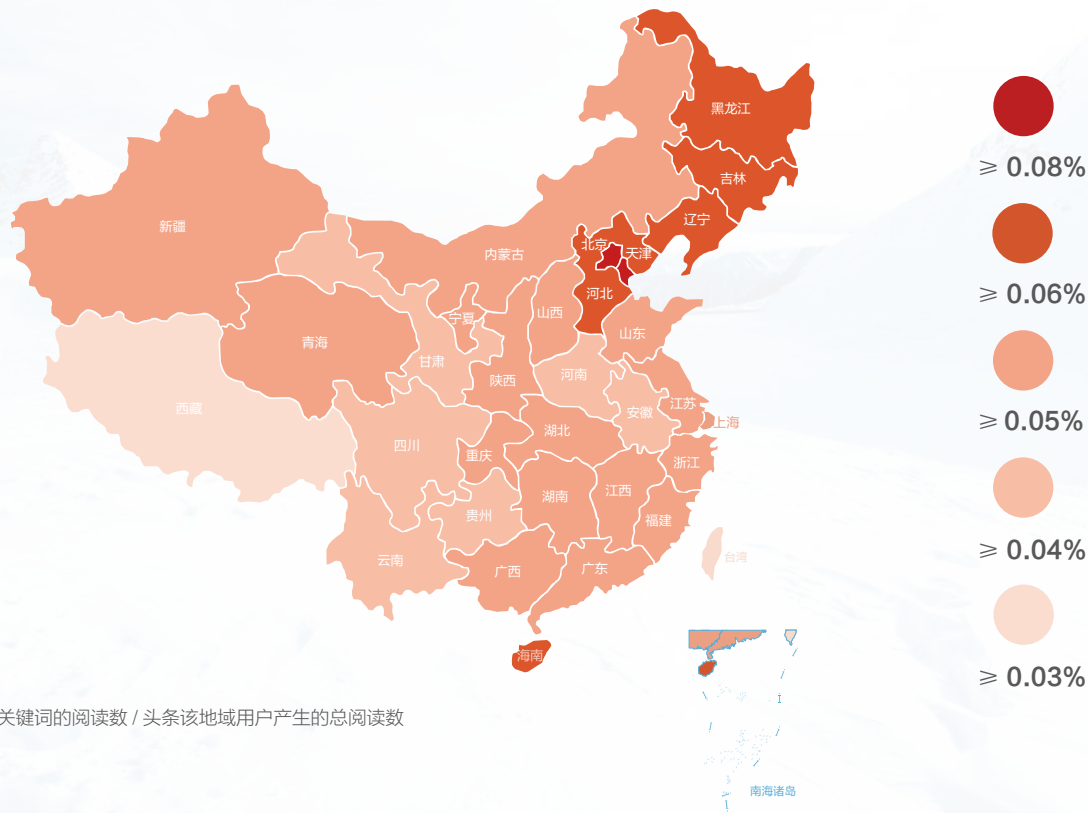 黑龙江
吉林
辽宁
新疆
内蒙古
北京
天津
河北
山西
宁夏
山东
青海
甘肃
陕西
河南
西藏
安徽
江苏
上海
四川
湖北
重庆
浙江
湖南
江西
贵州
福建
云南
广西
广东
台湾
海南
南海诸岛
≥ 0.08%
≥ 0.06%
≥ 0.05%
≥ 0.04%
≥ 0.03%
关键词的阅读数 / 头条该地域用户产生的总阅读数